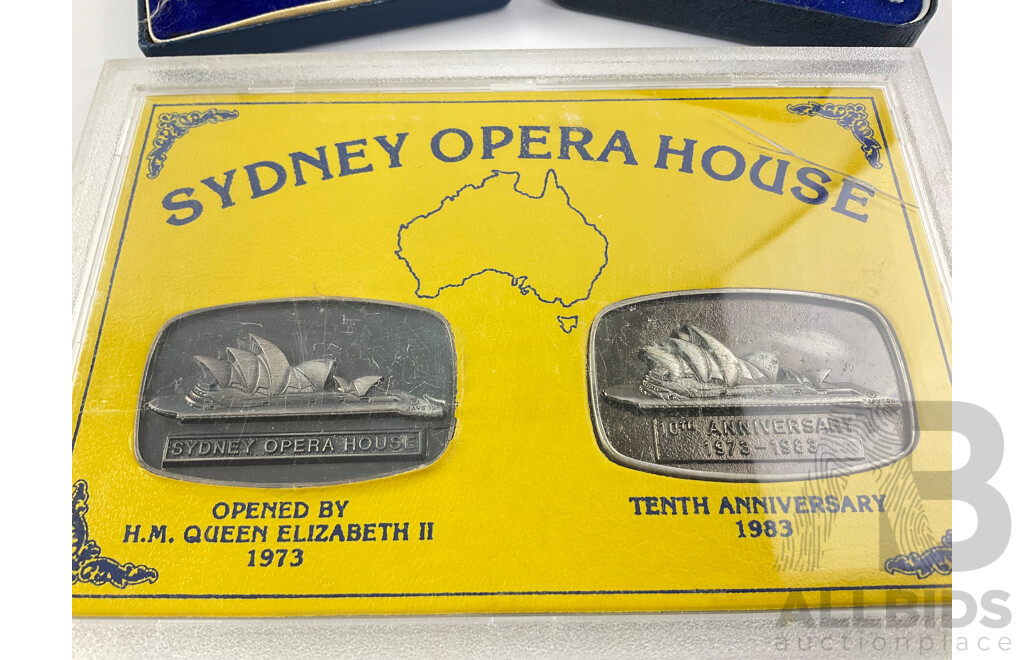 SYDNEY OPERA HOUSE
SYDNEY OPERA HOUSE
10TH ANNIVERSARY
1973-1983
OPENED BY
H.M. QUEEN ELIZABETH II
1973
TENTH ANNIVERSARY
1983
B
ALLBIDS
auctionplace